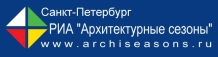 Санкт-Петербург
РИА "Архитектурные сезоны"
www.archiseasons.ru